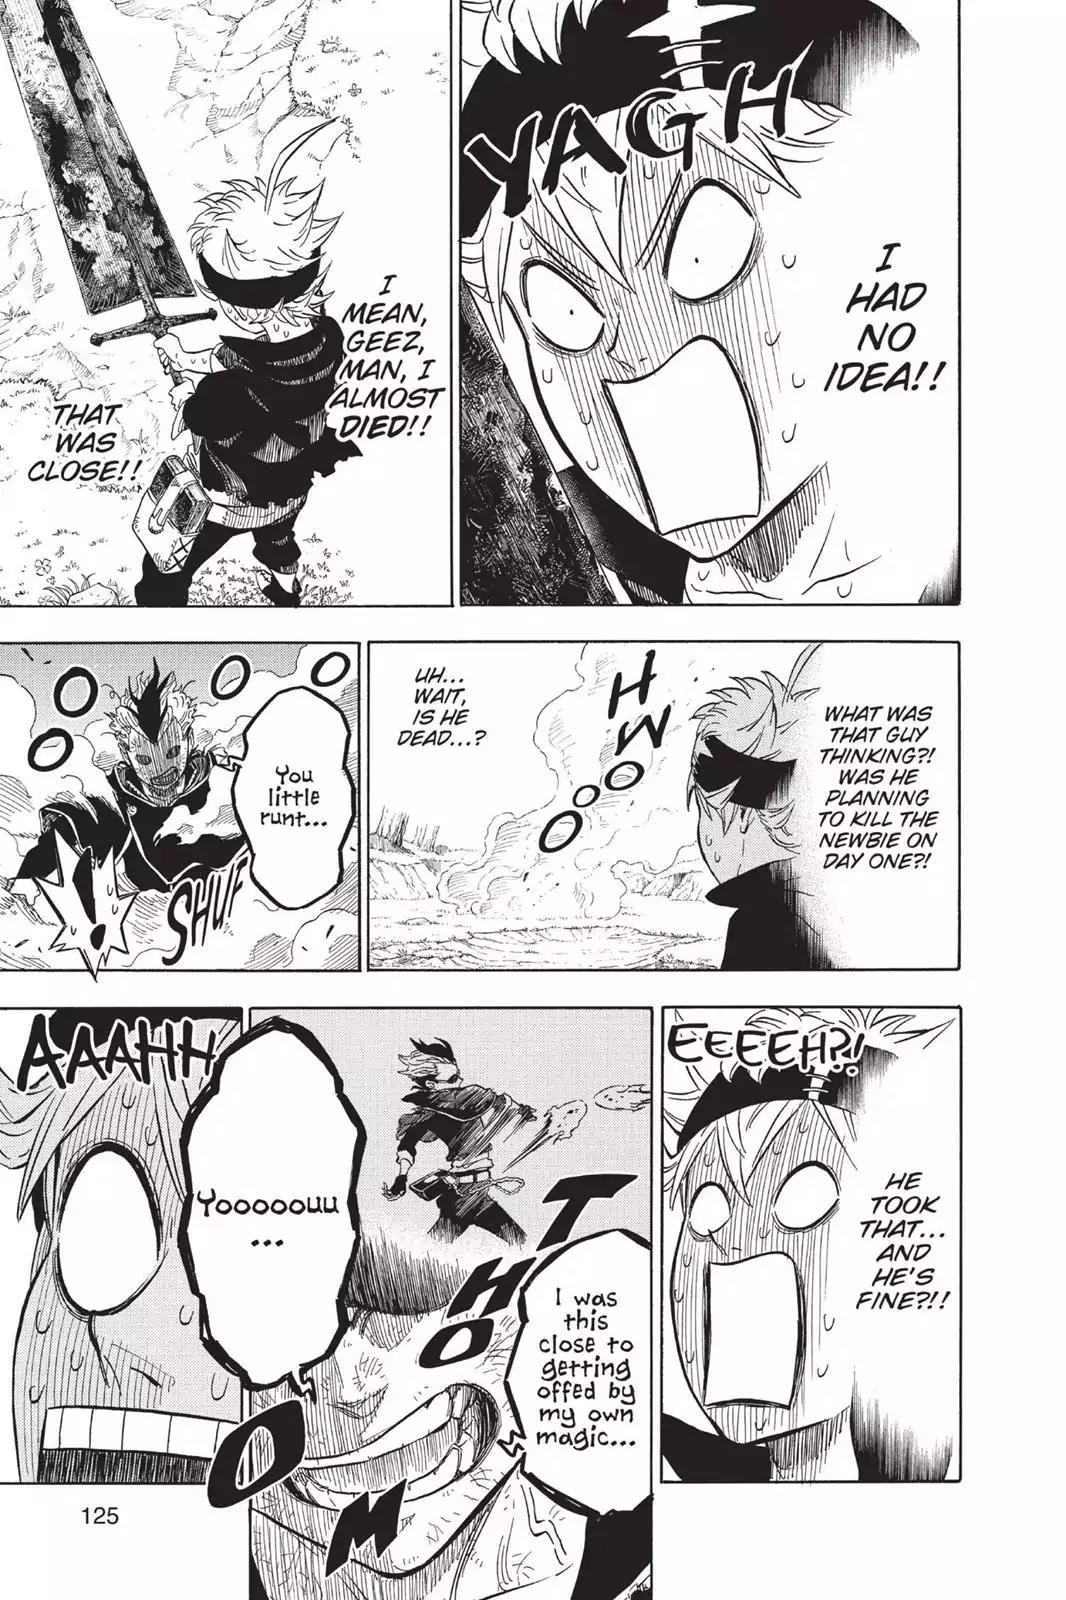 YAGH
I
HAD
NO
IDEA!!
I
MEAN,
GEEZ,
MAN, I
ALMOST
DIED!!
THAT
WAS
CLOSE!!
WHAT WAS
THAT GUY
THINKING?!
WAS HE
PLANNING
TO KILL THE
NEWBIE ON
DAY ONE?!
HWOOO
UH...
WAIT,
IS HE
DEAD...?
OOOO
You
little
runt...
SHUF
!
EEEEH?!
HE
TOOK
THAT...
AND
HE'S
FINE?!!
THOOM
I was
this
close to
getting
offed by
my own
magic...
Yooooouu
...
AAAHH
125